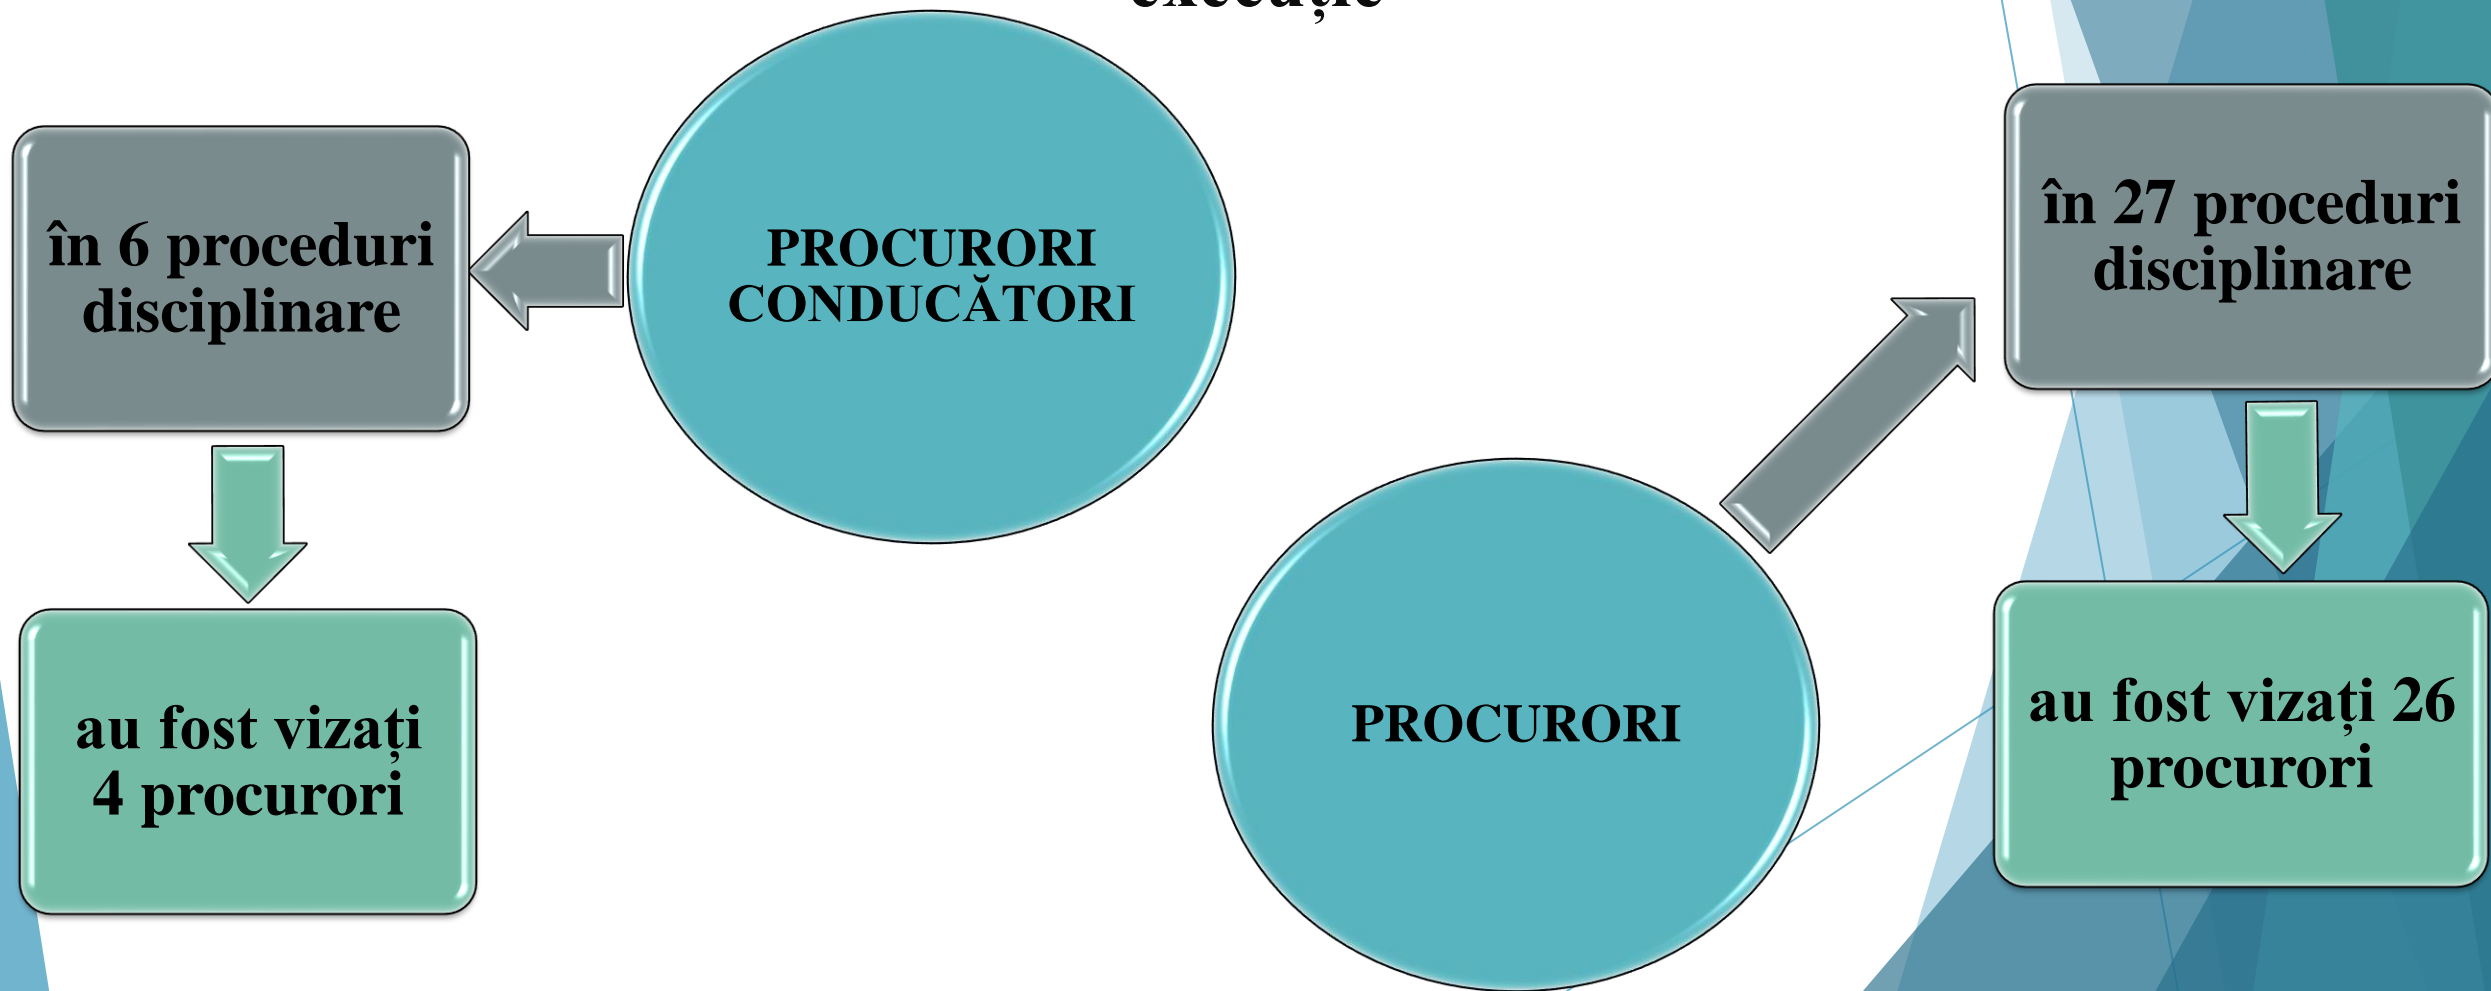 execuție
PROCURORI
CONDUCĂTORI
în 6 proceduri
disciplinare
au fost vizați
4 procurori
PROCURORI
în 27 proceduri
disciplinare
au fost vizați 26
procurori